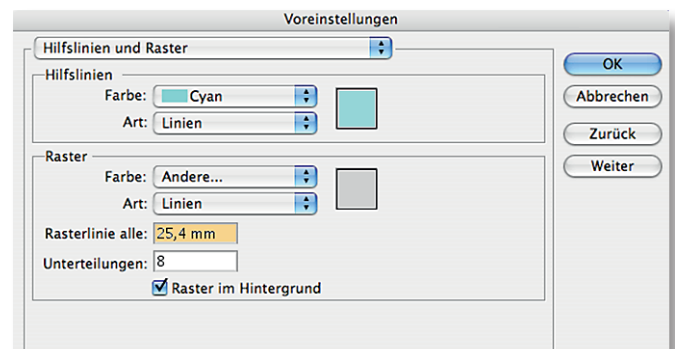 Voreinstellungen
Hilfslinien und Raster
Hilfslinien
Farbe: Cyan
Art: Linien
Raster
Farbe: Andere...
Art: Linien
Rasterlinie alle: 25,4 mm
Unterteilungen: 8
Raster im Hintergrund
OK
Abbrechen
Zurück
Weiter